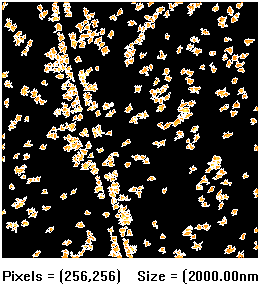 Pixels = (256,256)    Size = (2000.00nm